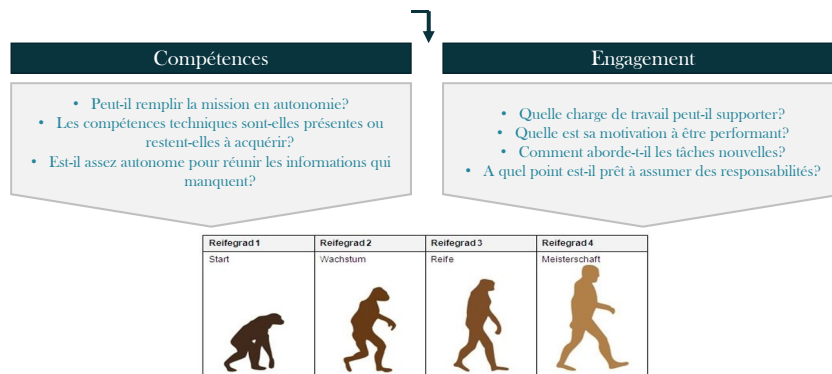 Compétences
• Peut-il remplir la mission en autonomie?
• Les compétences techniques sont-elles présentes ou
restent-elles à acquérir?
• Est-il assez autonome pour réunir les informations qui
manquent?
Engagement
• Quelle charge de travail peut-il supporter?
• Quelle est sa motivation à être performant?
• Comment aborde-t-il les tâches nouvelles?
• A quel point est-il prêt à assumer des responsabilités?
Reifegrad 1 Reifegrad 2 Reifegrad 3 Reifegrad 4
Start Wachstum Reife Meisterschaft